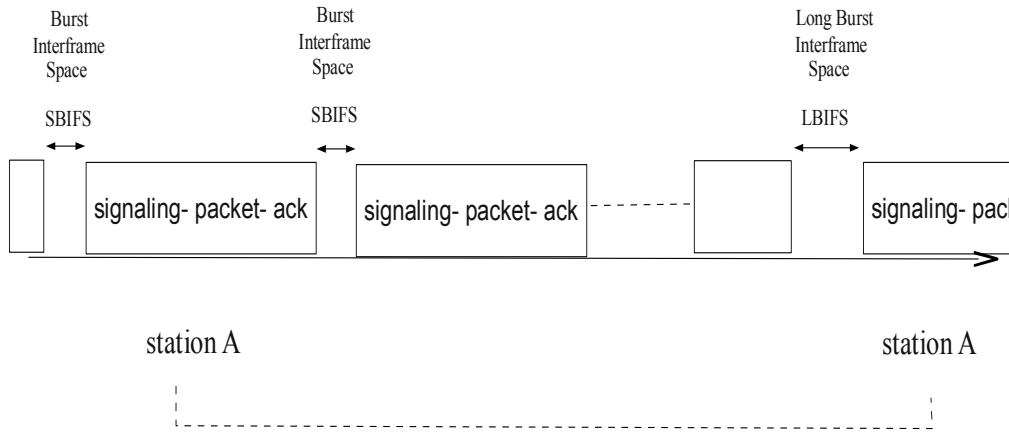 Burst
Interframe
Space
SBIFS
Burst
Interframe
Space
SBIFS
Long Burst
Interframe
Space
LBIFS
signaling- packet- ack
signaling- packet- ack
signaling- pac
station A
station A